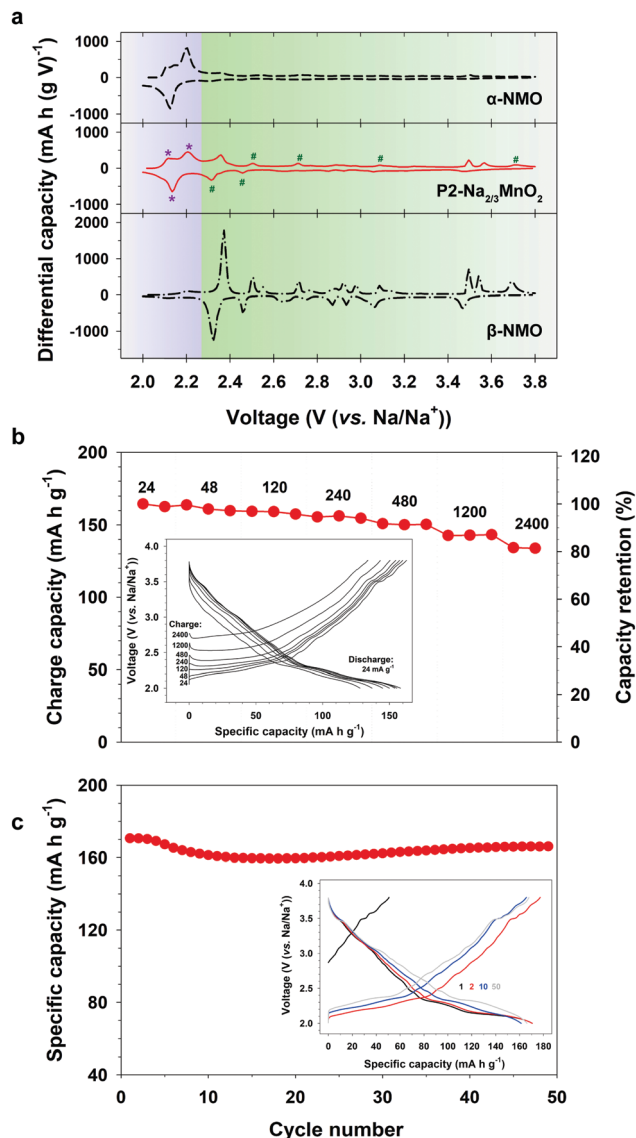 a
1000
0
-1000
α-NMO
1000
0
-1000
* * # # # #
* # #
P2-Na2/3MnO2
1000
0
-1000
β-NMO
Differential capacity (mA h (g V)-1)
2.0 2.2 2.4 2.6 2.8 3.0 3.2 3.4 3.6 3.8
Voltage (V (vs. Na/Na+))
b
200
150
100
50
0
Charge capacity (mA h g-1)
24 48 120 240 480 1200 2400
120
100
80
60
40
20
0
Capacity retention (%)
4.0
3.5
3.0
2.5
2.0
Voltage (V (vs. Na/Na+))
Charge:
2400
1200
480
240
120
48
24
Discharge:
24 mA g-1
0 50 100 150
Specific capacity (mA h g-1)
c
200
160
120
80
40
Specific capacity (mA h g-1)
4.0
3.5
3.0
2.5
2.0
Voltage (V (vs. Na/Na+))
1 2 10 50
0 20 40 60 80 100 120 140 160 180
Specific capacity (mA h g-1)
0 10 20 30 40 50
Cycle number